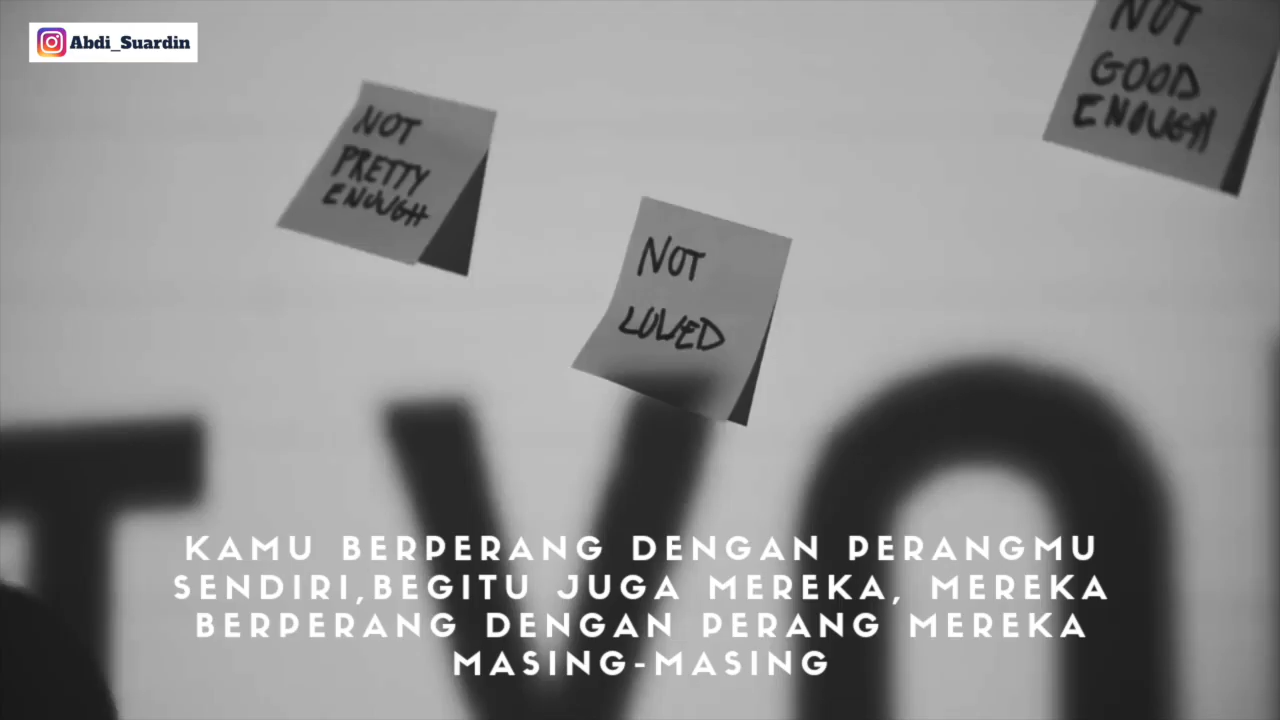 Abdi_Suardin
NOT
PRETTY
ENOUGH
NOT
LOVED
NOT
GOOD
ENOUGH
KAMU BERPERANG DENGAN PERANGMU
SENDIRI,BEGITU JUGA MEREKA, MEREKA
BERPERANG DENGAN PERANG MEREKA
MASING-MASING